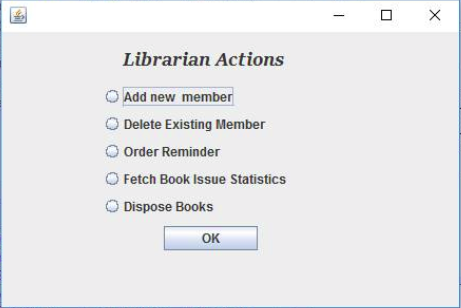 Librarian Actions
Add new  member
Delete Existing Member
Order Reminder
Fetch Book Issue Statistics
Dispose Books
OK